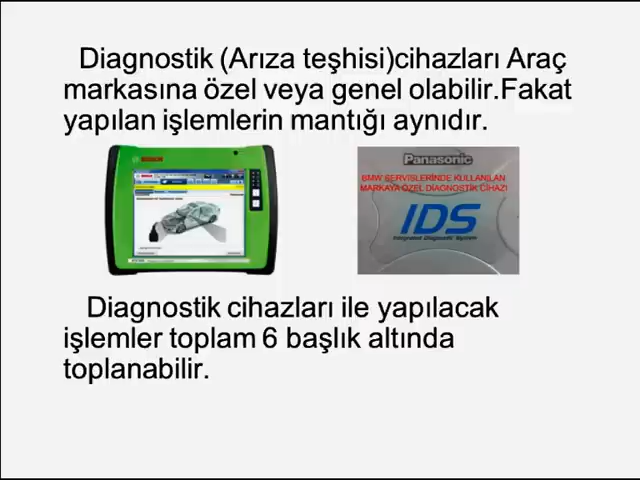 Diagnostik (Arıza teşhisi)cihazları Araç
markasına özel veya genel olabilir.Fakat
yapılan işlemlerin mantığı aynıdır.
BOSCH
Panasonic
BMW SERVİSLERİNDE KULLANILAN
MARKAYA ÖZEL DİAGNOSTİK CİHAZI
IDS
Integrated Diagnostic System
Diagnostik cihazları ile yapılacak
işlemler toplam 6 başlık altında
toplanabilir.